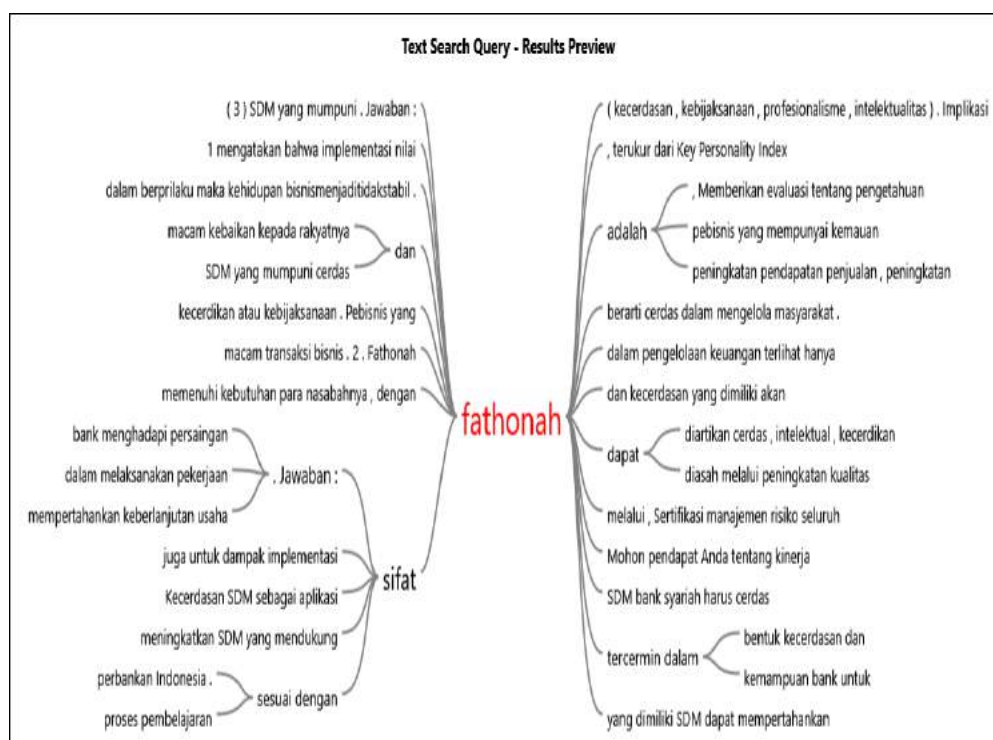 Text Search Query - Results Preview
( 3 ) SDM yang mumpuni . Jawaban :
1 mengatakan bahwa implementasi nilai
dalam berprilaku maka kehidupan bisnismenjaditidakstabil .
macam kebaikan kepada rakyatnya
dan
SDM yang mumpuni cerdas
kecerdikan atau kebijaksanaan . Pebisnis yang
macam transaksi bisnis . 2 . Fathonah
memenuhi kebutuhan para nasabahnya , dengan
bank menghadapi persaingan
dalam melaksanakan pekerjaan
. Jawaban :
mempertahankan keberlanjutan usaha
juga untuk dampak implementasi
sifat
Kecerdasan SDM sebagai aplikasi
meningkatkan SDM yang mendukung
perbankan Indonesia .
sesuai dengan
proses pembelajaran
fathonah
( kecerdasan , kebijaksanaan , profesionalisme , intelektualitas ) . Implikasi
, terukur dari Key Personality Index
adalah
, Memberikan evaluasi tentang pengetahuan
pebisnis yang mempunyai kemauan
peningkatan pendapatan penjualan , peningkatan
berarti cerdas dalam mengelola masyarakat .
dalam pengelolaan keuangan terlihat hanya
dan kecerdasan yang dimiliki akan
dapat
diartikan cerdas , intelektual , kecerdikan
diasah melalui peningkatan kualitas
melalui , Sertifikasi manajemen risiko seluruh
Mohon pendapat Anda tentang kinerja
SDM bank syariah harus cerdas
tercermin dalam
bentuk kecerdasan dan
kemampuan bank untuk
yang dimiliki SDM dapat mempertahankan